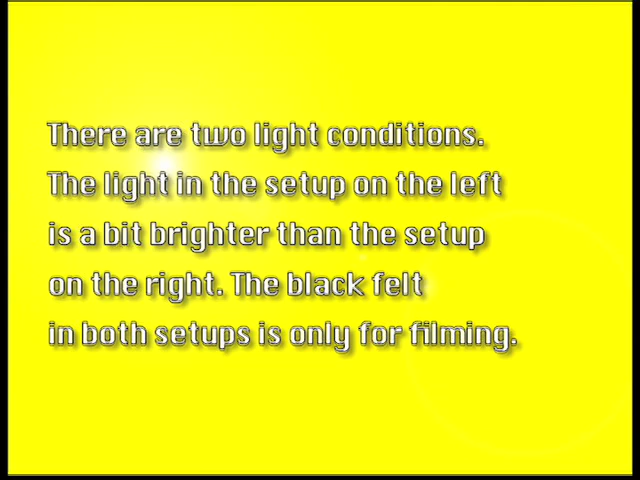 There are two light conditions.
The light in the setup on the left
is a bit brighter than the setup
on the right. The black felt
in both setups is only for filming.